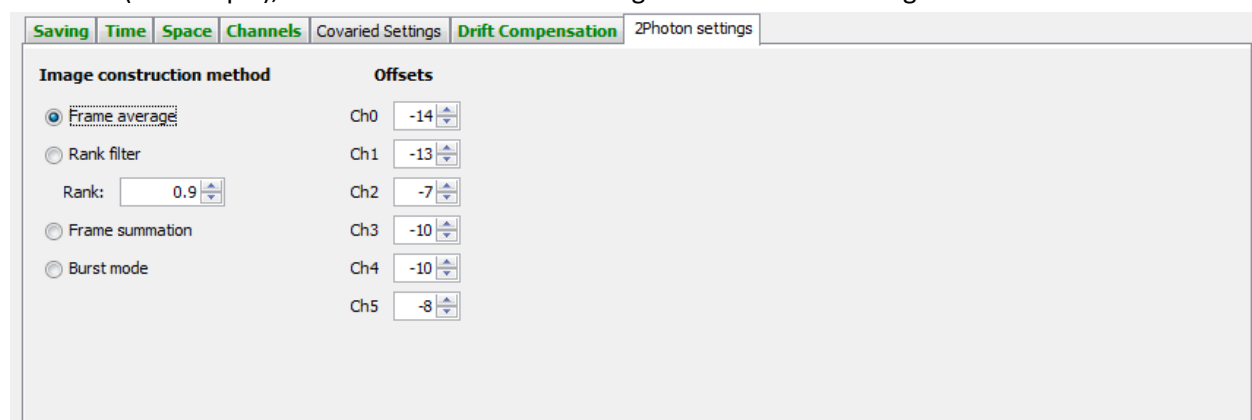 Saving Time Space Channels Covaried Settings Drift Compensation 2Photon settings
Image construction method Offsets
Frame average Ch0 -14
Rank filter Ch1 -13
Rank: 0.9 Ch2 -7
Frame summation Ch3 -10
Burst mode Ch4 -10
Ch5 -8